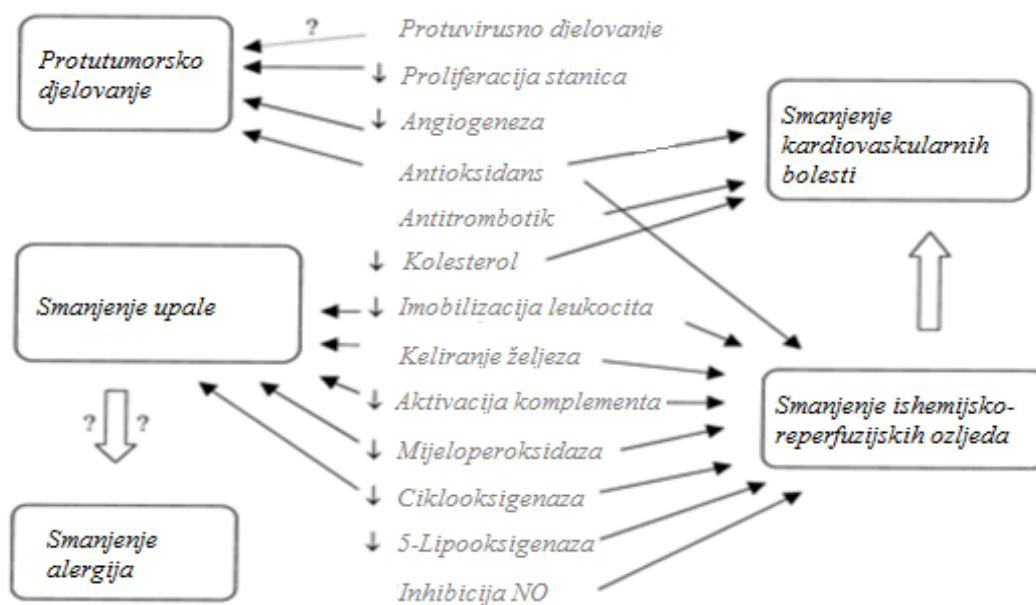 Protutumorsko
djelovanje
?
Protuvirusno djelovanje
↓ Proliferacija stanica
↓ Angiogeneza
Antioksidans
Antitrombotik
↓ Kolesterol
↓ Imobilizacija leukocita
Keliranje željeza
↓ Aktivacija komplementa
↓ Mijeloperoksidaza
↓ Ciklooksigenaza
↓ 5-Lipooksigenaza
Inhibicija NO
Smanjenje
kardiovaskularnih
bolesti
Smanjenje upale
? ?
Smanjenje
alergija
Smanjenje ishemijsko-
reperfuzijskih ozljeda